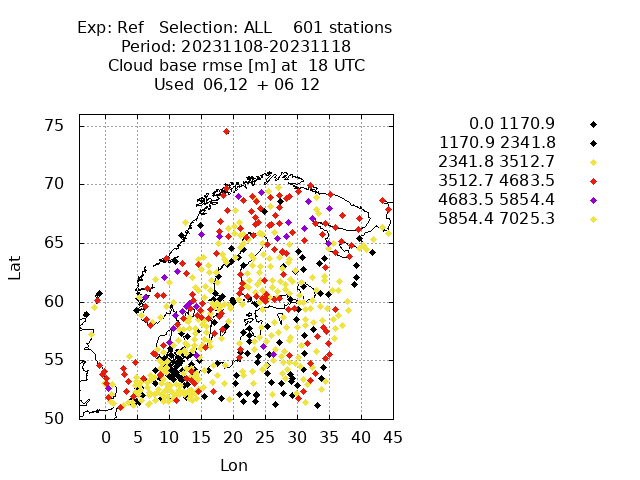 Exp: Ref   Selection: ALL    601 stations
Period: 20231108-20231118
Cloud base rmse [m] at  18 UTC
Used  06,12  + 06 12
75
70
65
60
55
50
Lat
0 5 10 15 20 25 30 35 40 45
Lon
0.0 1170.9
1170.9 2341.8
2341.8 3512.7
3512.7 4683.5
4683.5 5854.4
5854.4 7025.3